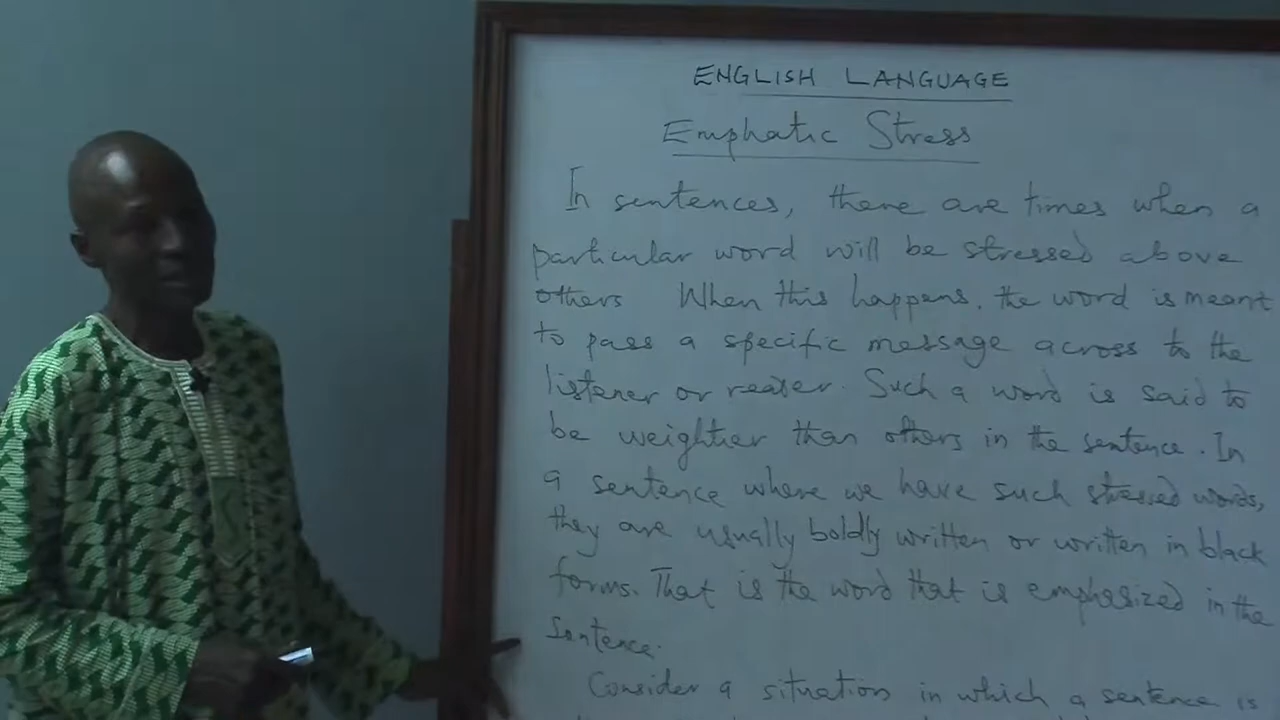 ENGLISH LANGUAGE
Emphatic Stress
In sentences, there are times when a
particular word will be stressed above
others When this happens, the word is meant
to pass a specific message across to the
listener or reader. Such a word is said to
be weightier than others in the sentence. In
a sentence where we have such stressed words,
they are usually boldly written or written in black
forms. That is the word that is emphasized in the
sentence.
Consider a situation in which a sentence is